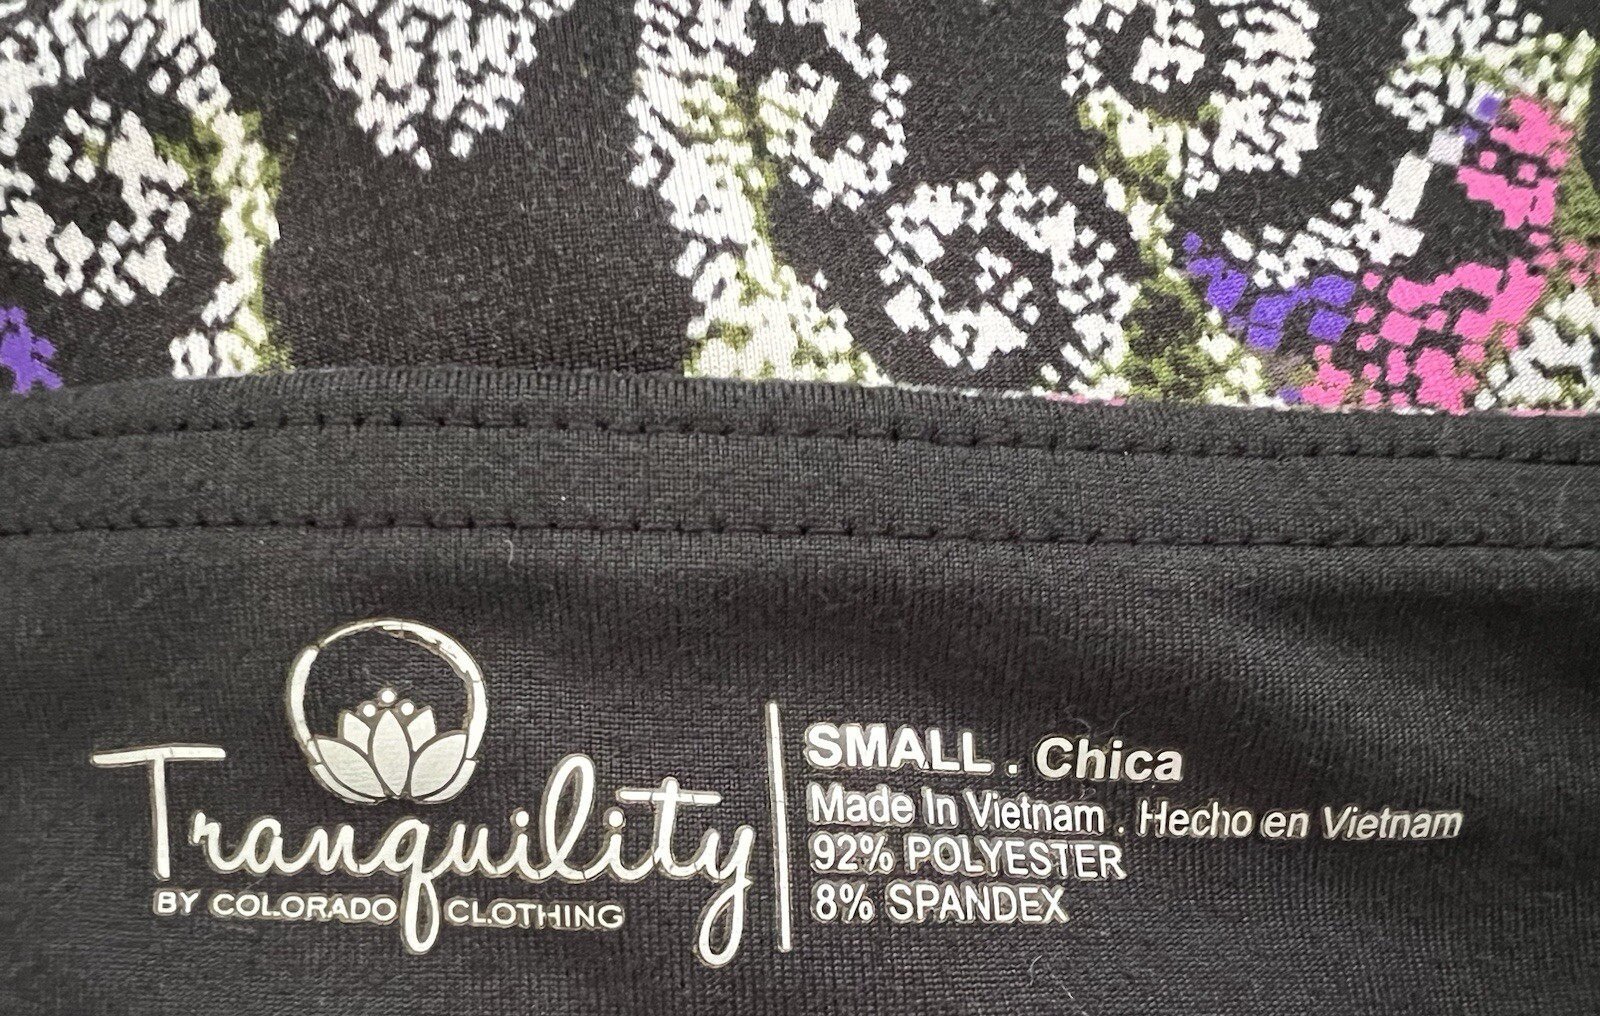 Tranquility
BY COLORADO CLOTHING
SMALL . Chica
Made In Vietnam . Hecho en Vietnam
92% POLYESTER
8% SPANDEX